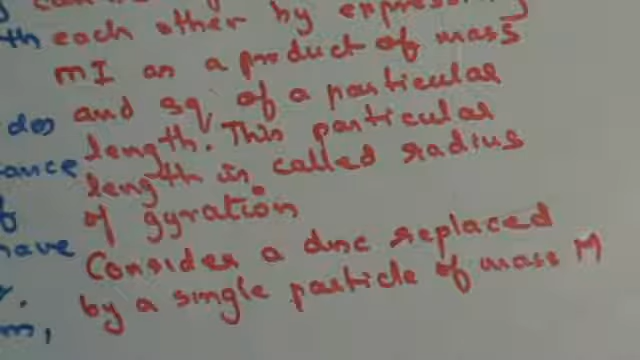 each other by expressing
MI as a product of mass
and sq. of a particular
length. This particular
length is called radius
of gyration
Consider a disc replaced
by a single particle of mass M
have